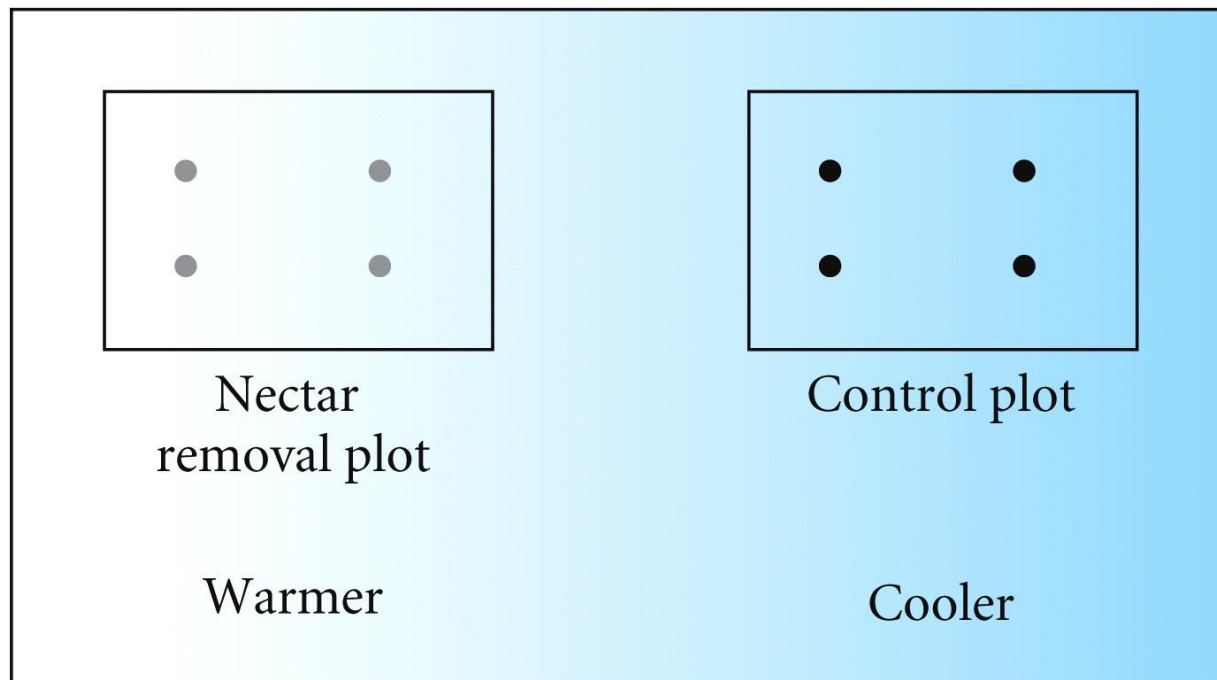 Nectar
removal plot
Control plot
Warmer
Cooler